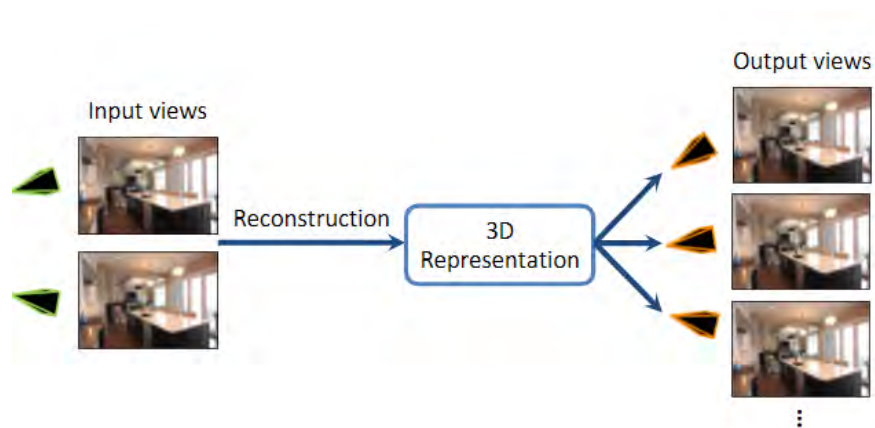 Input views
Reconstruction
3D
Representation
Output views